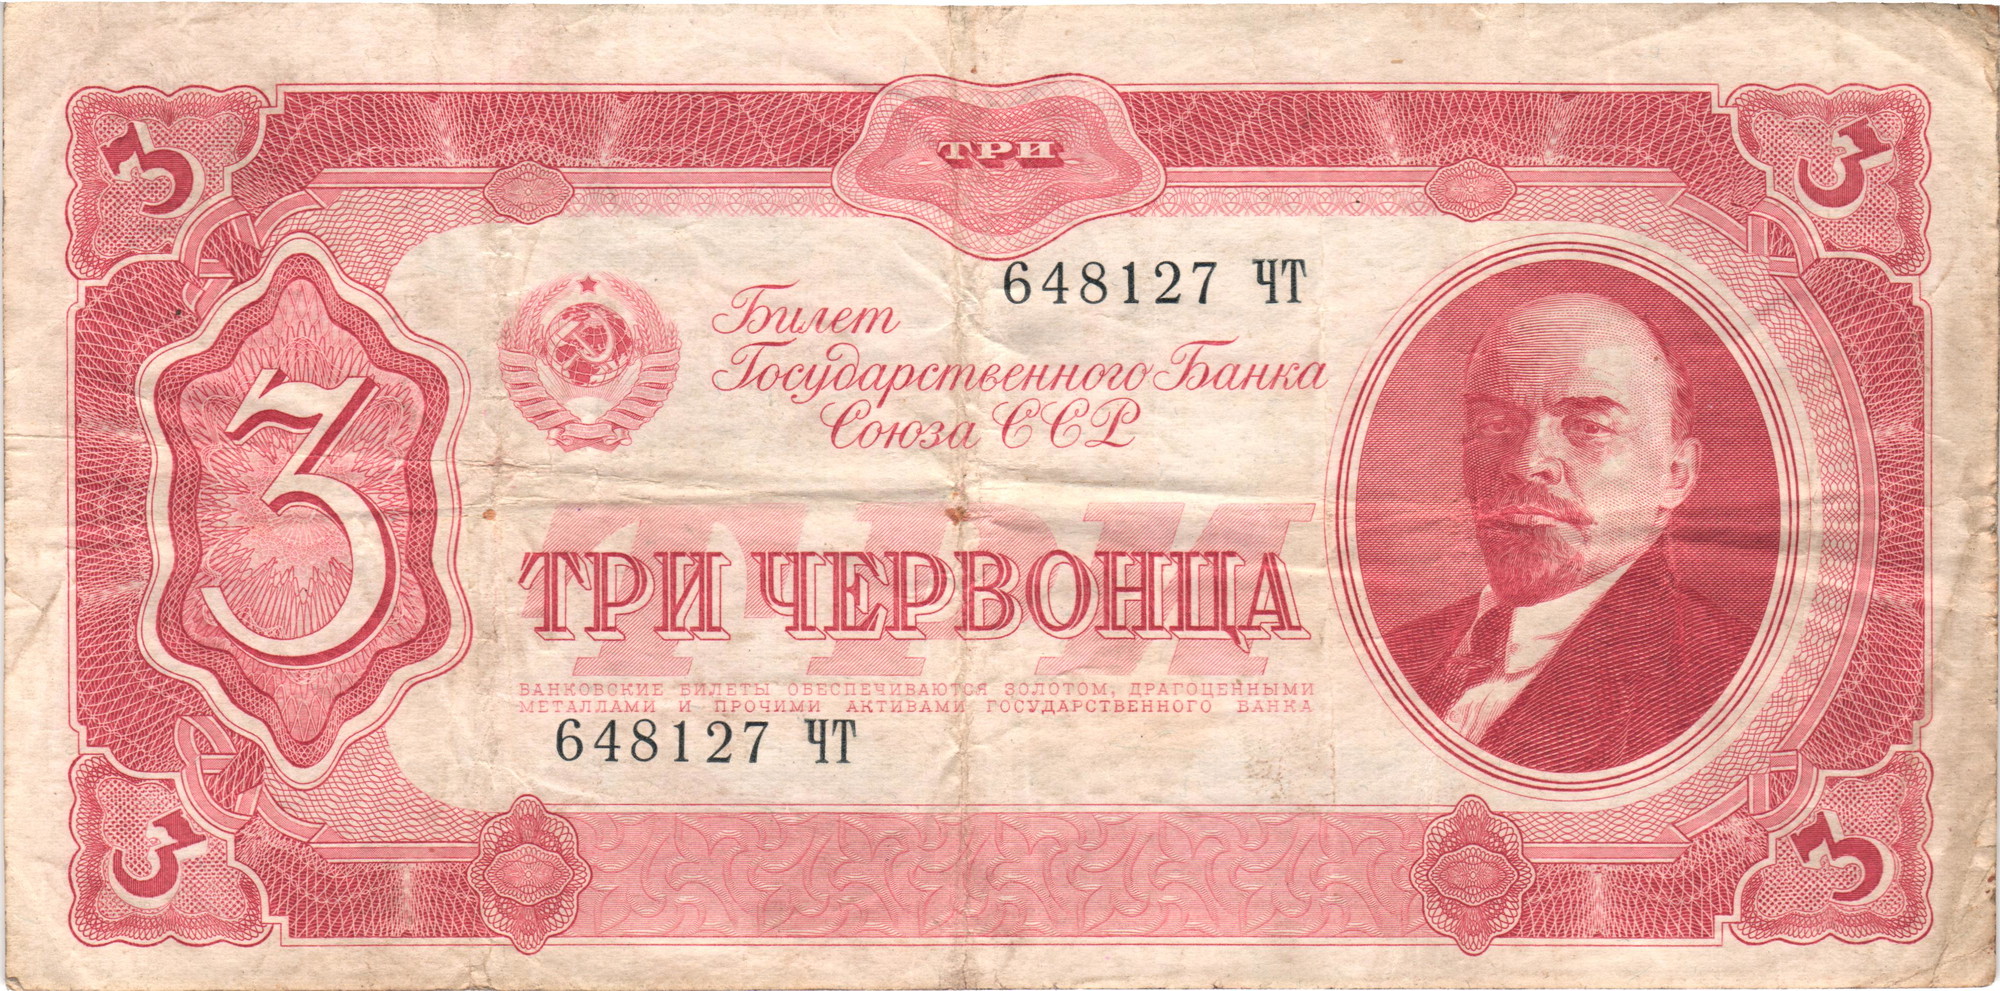 3
ТРИ
3
648127 ЧТ
Билет
Государственного Банка
Союза ССР
3
ТРИ
ТРИ ЧЕРВОНЦА
БАНКОВСКИЕ БИЛЕТЫ ОБЕСПЕЧИВАЮТСЯ ЗОЛОТОМ, ДРАГОЦЕННЫМИ
МЕТАЛЛАМИ И ПРОЧИМИ АКТИВАМИ ГОСУДАРСТВЕННОГО БАНКА
648127 ЧТ
3
3